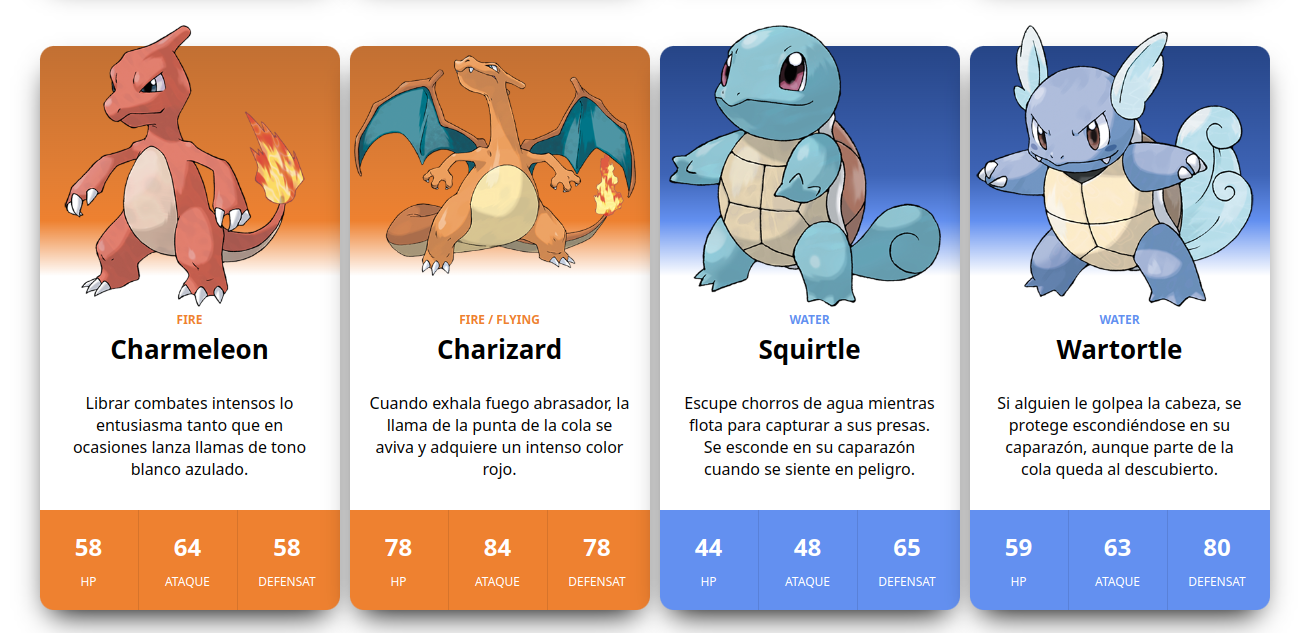 FIRE
Charmeleon
Librar combates intensos lo
entusiasma tanto que en
ocasiones lanza llamas de tono
blanco azulado.
58
64
58
HP
ATAQUE
DEFENSAT
FIRE / FLYING
Charizard
Cuando exhala fuego abrasador, la
llama de la punta de la cola se
aviva y adquiere un intenso color
rojo.
78
84
78
HP
ATAQUE
DEFENSAT
WATER
Squirtle
Escupe chorros de agua mientras
flota para capturar a sus presas.
Se esconde en su caparazón
cuando se siente en peligro.
44
48
65
HP
ATAQUE
DEFENSAT
WATER
Wartortle
Si alguien le golpea la cabeza, se
protege escondiéndose en su
caparazón, aunque parte de la
cola queda al descubierto.
59
63
80
HP
ATAQUE
DEFENSAT